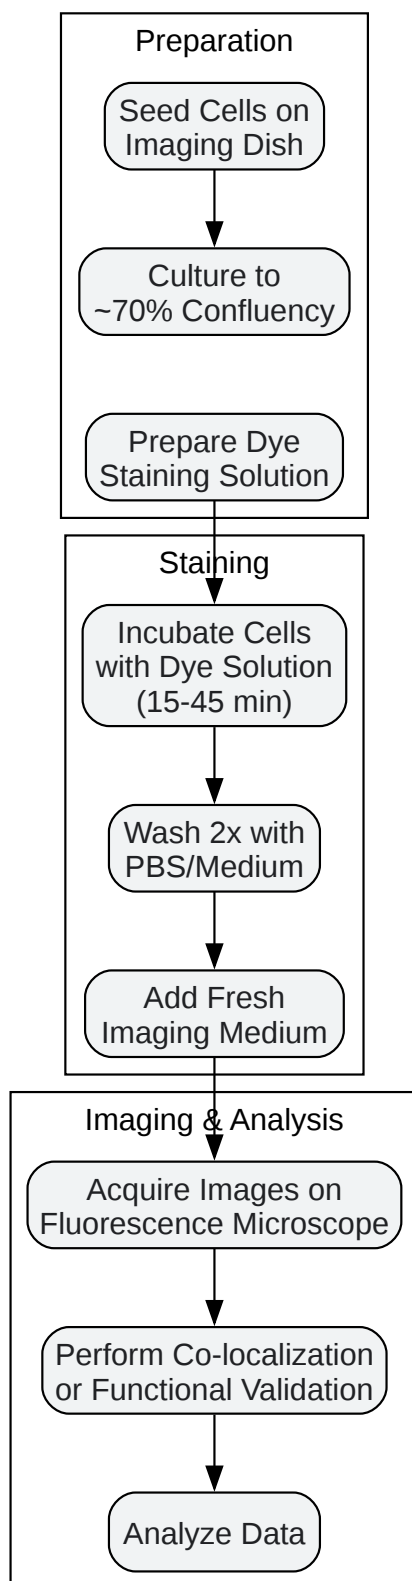 Preparation
Seed Cells on
Imaging Dish
Culture to
~70% Confluency
Prepare Dye
Staining Solution
Staining
Incubate Cells
with Dye Solution
(15-45 min)
Wash 2x with
PBS/Medium
Add Fresh
Imaging Medium
Imaging & Analysis
Acquire Images on
Fluorescence Microscope
Perform Co-localization
or Functional Validation
Analyze Data